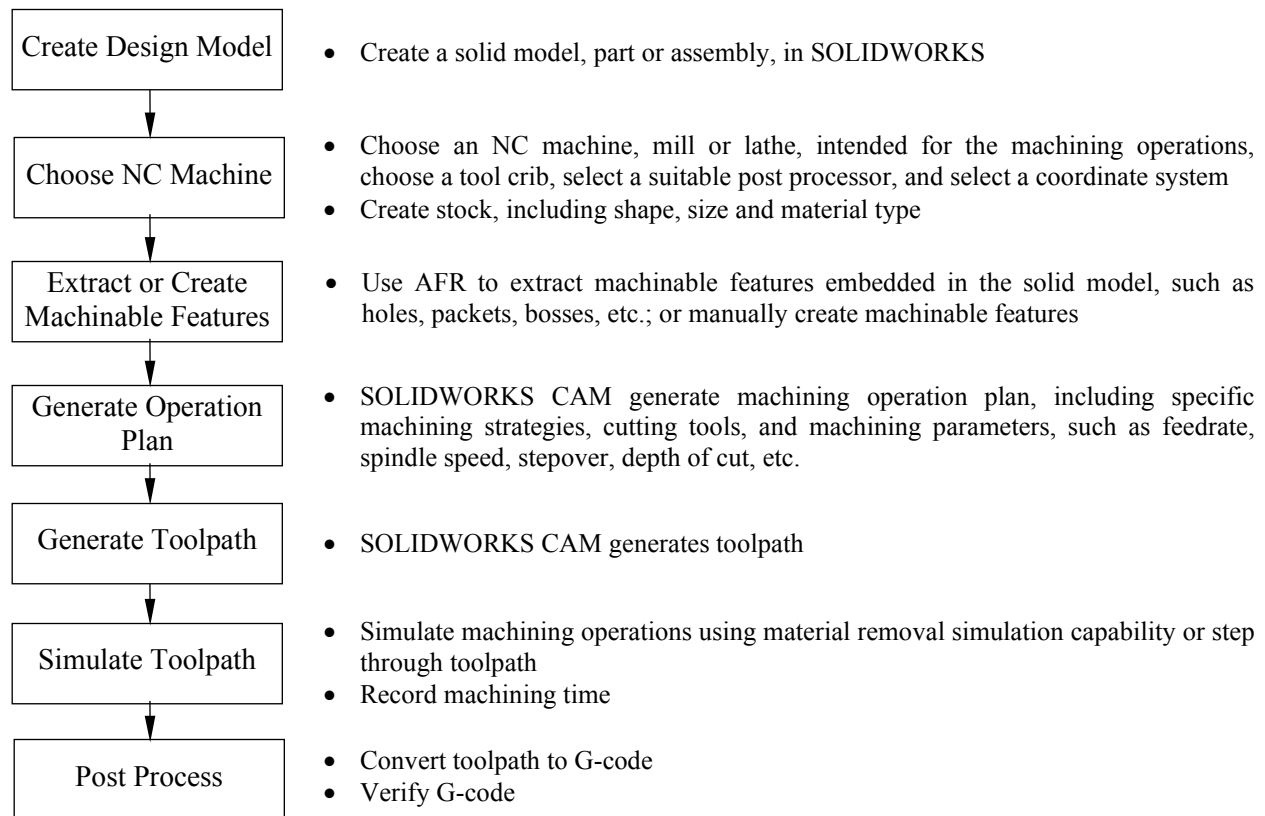 Create Design Model
• Create a solid model, part or assembly, in SOLIDWORKS
Choose NC Machine
• Choose an NC machine, mill or lathe, intended for the machining operations,
choose a tool crib, select a suitable post processor, and select a coordinate system
• Create stock, including shape, size and material type
Extract or Create
Machinable Features
• Use AFR to extract machinable features embedded in the solid model, such as
holes, packets, bosses, etc.; or manually create machinable features
Generate Operation
Plan
• SOLIDWORKS CAM generate machining operation plan, including specific
machining strategies, cutting tools, and machining parameters, such as feedrate,
spindle speed, stepover, depth of cut, etc.
Generate Toolpath
• SOLIDWORKS CAM generates toolpath
Simulate Toolpath
• Simulate machining operations using material removal simulation capability or step
through toolpath
• Record machining time
Post Process
• Convert toolpath to G-code
• Verify G-code